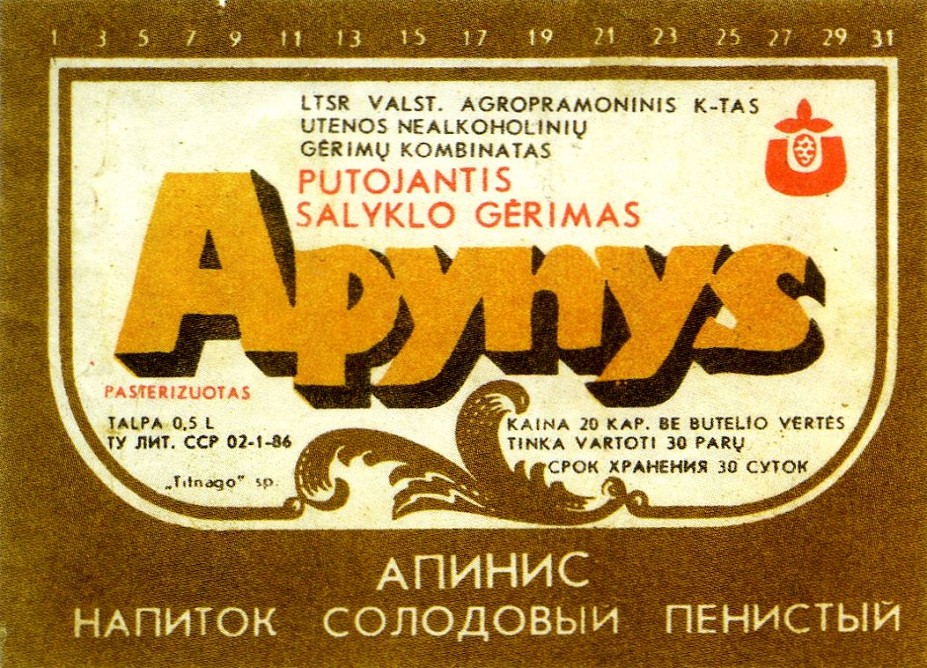 1 3 5 7 9 11 13 15 17 19 21 23 25 27 29 31
LTSR VALST. AGROPRAMONINIS K-TAS
UTENOS NEALKOHOLINIŲ
GĖRIMŲ KOMBINATAS
PUTOJANTIS
SALYKLO GĖRIMAS
Apynys
PASTERIZUOTAS
TALPA 0,5 L
ТУ ЛИТ. ССР 02-1-86
„Titnago" sp.
KAINA 20 KAP. BE BUTELIO VERTĖS
TINKA VARTOTI 30 PARŲ
СРОК ХРАНЕНИЯ 30 СУТОК
АПИНИС
НАПИТОК СОЛОДОВЫЙ ПЕНИСТЫЙ